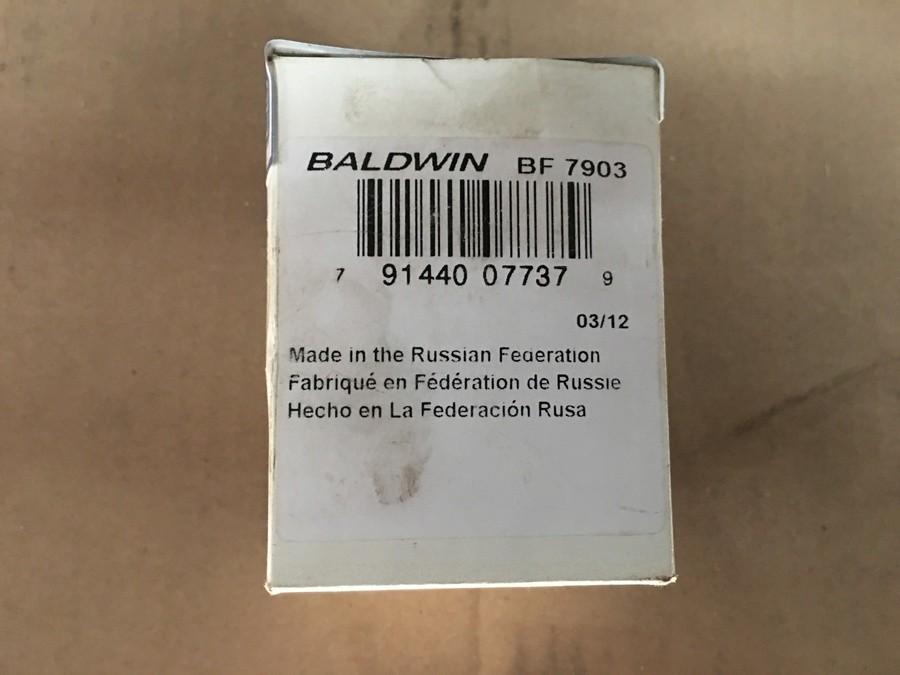 BALDWIN BF 7903
7 91440 07737 9
03/12
Made in the Russian Federation
Fabriqué en Fédération de Russie
Hecho en La Federación Rusa